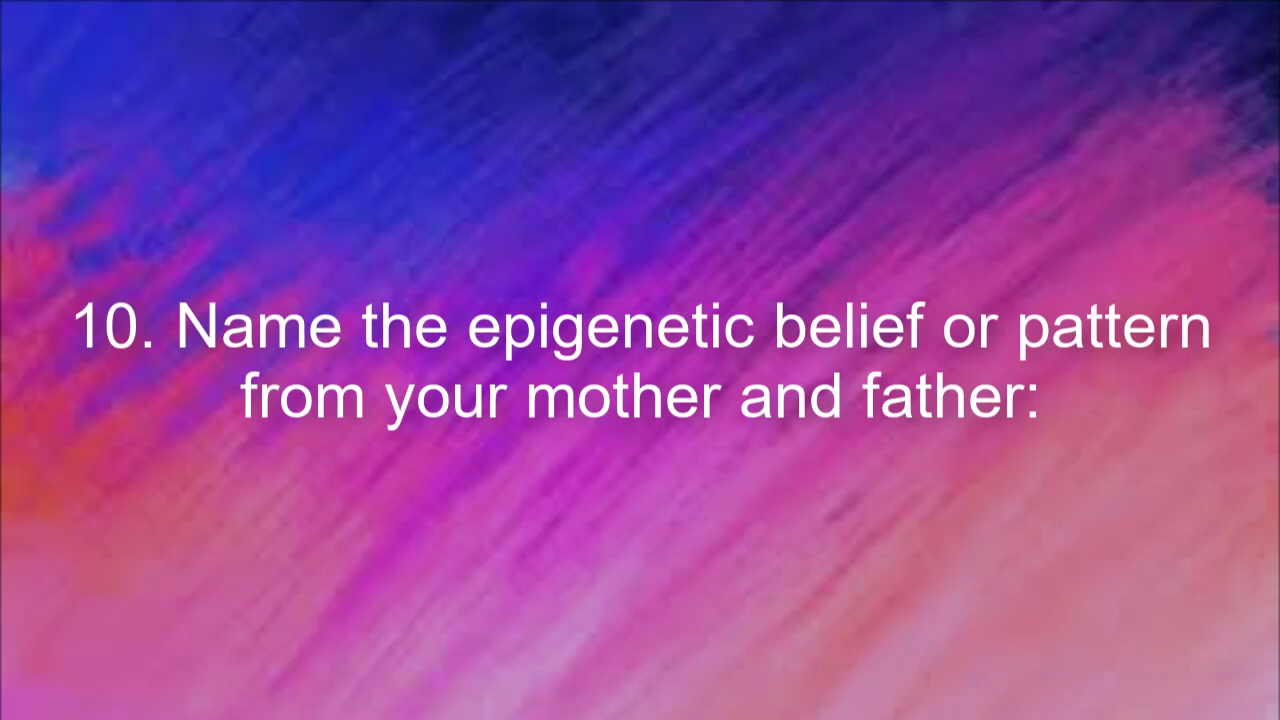 10. Name the epigenetic belief or pattern
from your mother and father: